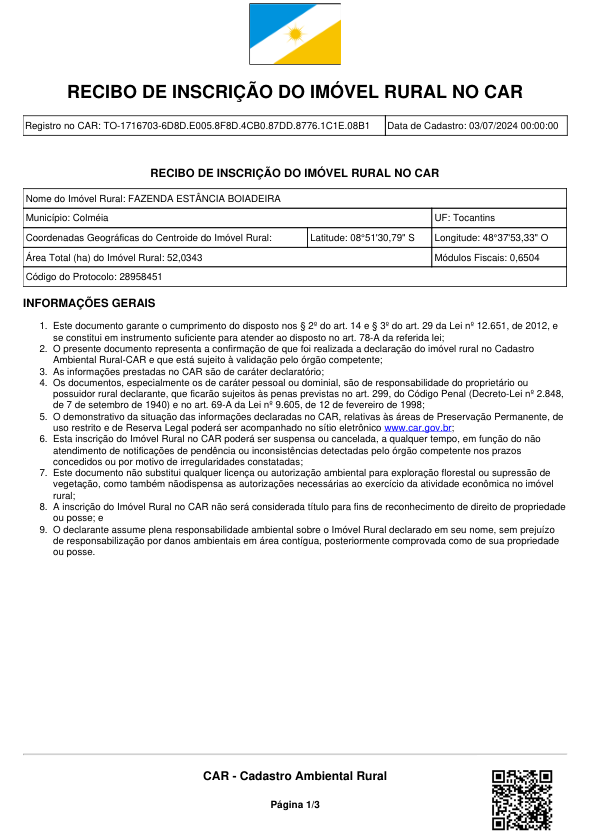 RECIBO DE INSCRIÇÃO DO IMÓVEL RURAL NO CAR
Registro no CAR: TO-1716703-6D8D.E005.8F8D.4CB0.87DD.8776.1C1E.08B1
Data de Cadastro: 03/07/2024 00:00:00
RECIBO DE INSCRIÇÃO DO IMÓVEL RURAL NO CAR
Nome do Imóvel Rural: FAZENDA ESTÂNCIA BOIADEIRA
Município: Colméia
UF: Tocantins
Coordenadas Geográficas do Centroide do Imóvel Rural:
Latitude: 08°51'30,79" S
Longitude: 48°37'53,33" O
Área Total (ha) do Imóvel Rural: 52,0343
Módulos Fiscais: 0,6504
Código do Protocolo: 28958451
INFORMAÇÕES GERAIS
1. Este documento garante o cumprimento do disposto nos § 2º do art. 14 e § 3º do art. 29 da Lei nº 12.651, de 2012, e
se constitui em instrumento suficiente para atender ao disposto no art. 78-A da referida lei;
2. O presente documento representa a confirmação de que foi realizada a declaração do imóvel rural no Cadastro
Ambiental Rural-CAR e que está sujeito à validação pelo órgão competente;
3. As informações prestadas no CAR são de caráter declaratório;
4. Os documentos, especialmente os de caráter pessoal ou dominial, são de responsabilidade do proprietário ou
possuidor rural declarante, que ficarão sujeitos às penas previstas no art. 299, do Código Penal (Decreto-Lei nº 2.848,
de 7 de setembro de 1940) e no art. 69-A da Lei nº 9.605, de 12 de fevereiro de 1998;
5. O demonstrativo da situação das informações declaradas no CAR, relativas às áreas de Preservação Permanente, de
uso restrito e de Reserva Legal poderá ser acompanhado no sítio eletrônico www.car.gov.br;
6. Esta inscrição do Imóvel Rural no CAR poderá ser suspensa ou cancelada, a qualquer tempo, em função do não
atendimento de notificações de pendência ou inconsistências detectadas pelo órgão competente nos prazos
concedidos ou por motivo de irregularidades constatadas;
7. Este documento não substitui qualquer licença ou autorização ambiental para exploração florestal ou supressão de
vegetação, como também nãodispensa as autorizações necessárias ao exercício da atividade econômica no imóvel
rural;
8. A inscrição do Imóvel Rural no CAR não será considerada título para fins de reconhecimento de direito de propriedade
ou posse; e
9. O declarante assume plena responsabilidade ambiental sobre o Imóvel Rural declarado em seu nome, sem prejuízo
de responsabilização por danos ambientais em área contígua, posteriormente comprovada como de sua propriedade
ou posse.
CAR - Cadastro Ambiental Rural
Página 1/3